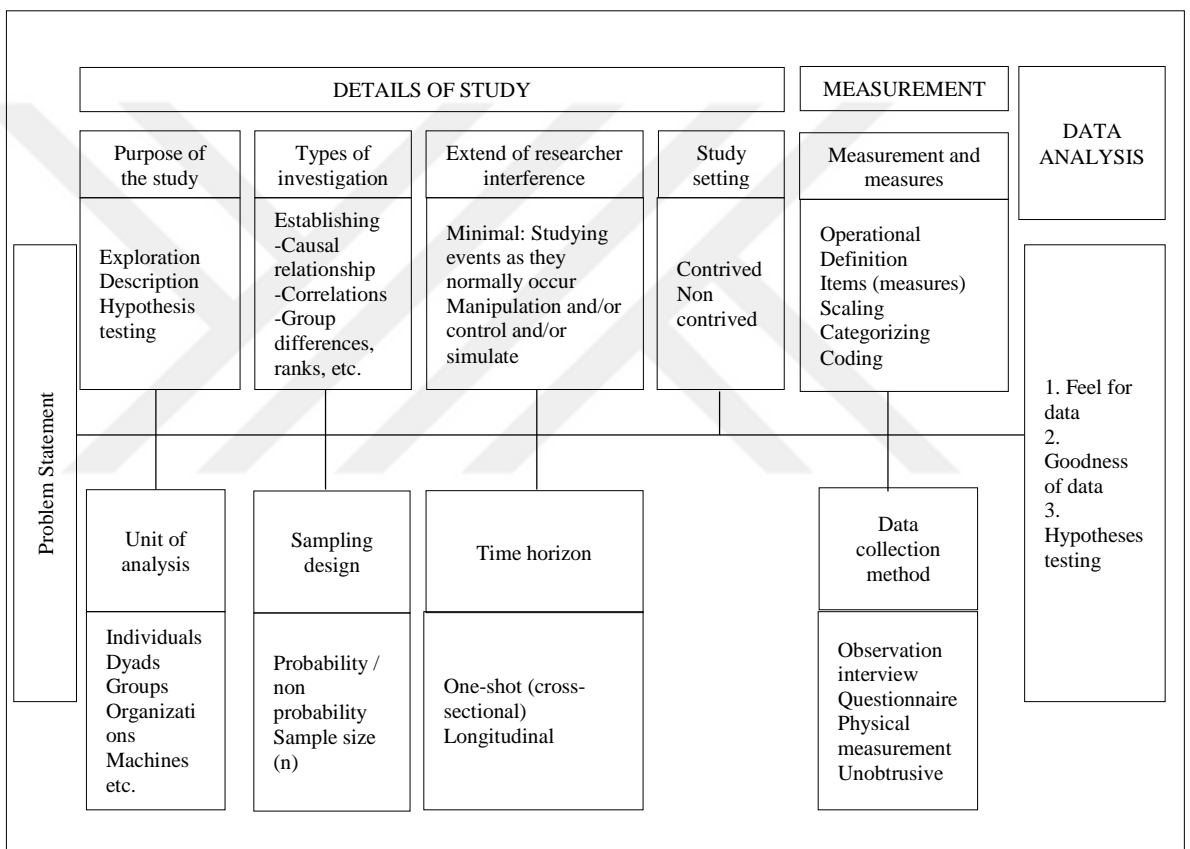 DETAILS OF STUDY
MEASUREMENT
DATA
ANALYSIS
Purpose of
the study
Types of
investigation
Extend of researcher
interference
Study
setting
Measurement and
measures
Exploration
Description
Hypothesis
testing
Establishing
-Causal
relationship
-Correlations
-Group
differences,
ranks, etc.
Minimal: Studying
events as they
normally occur
Manipulation and/or
control and/or
simulate
Contrived
Non
contrived
Operational
Definition
Items (measures)
Scaling
Categorizing
Coding
Problem Statement
1. Feel for
data
2.
Goodness
of data
3.
Hypotheses
testing
Unit of
analysis
Sampling
design
Time horizon
Data
collection
method
Individuals
Dyads
Groups
Organizati
ons
Machines
etc.
Probability /
non
probability
Sample size
(n)
One-shot (cross-
sectional)
Longitudinal
Observation
interview
Questionnaire
Physical
measurement
Unobtrusive